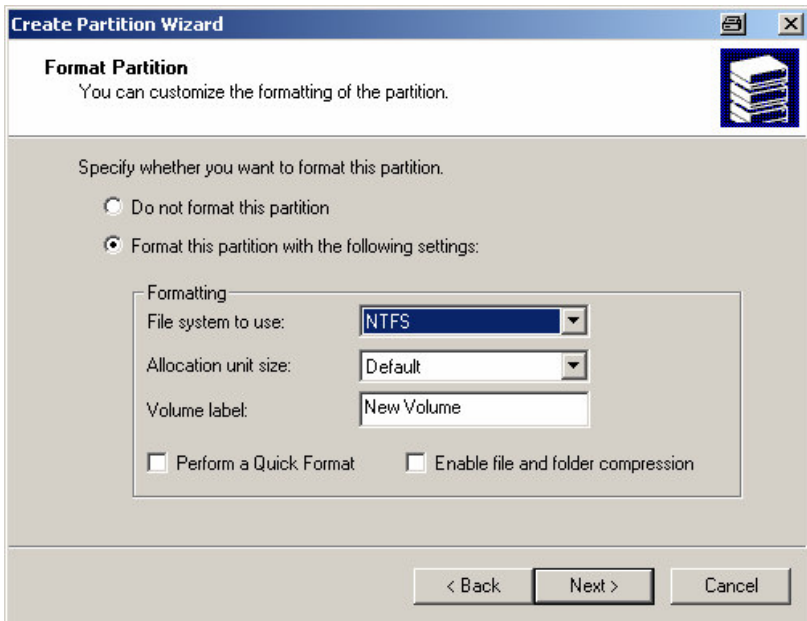 Create Partition Wizard
Format Partition
You can customize the formatting of the partition.
Specify whether you want to format this partition.
Do not format this partition
Format this partition with the following settings:
Formatting
File system to use: NTFS
Allocation unit size: Default
Volume label: New Volume
Perform a Quick Format Enable file and folder compression
< Back Next > Cancel